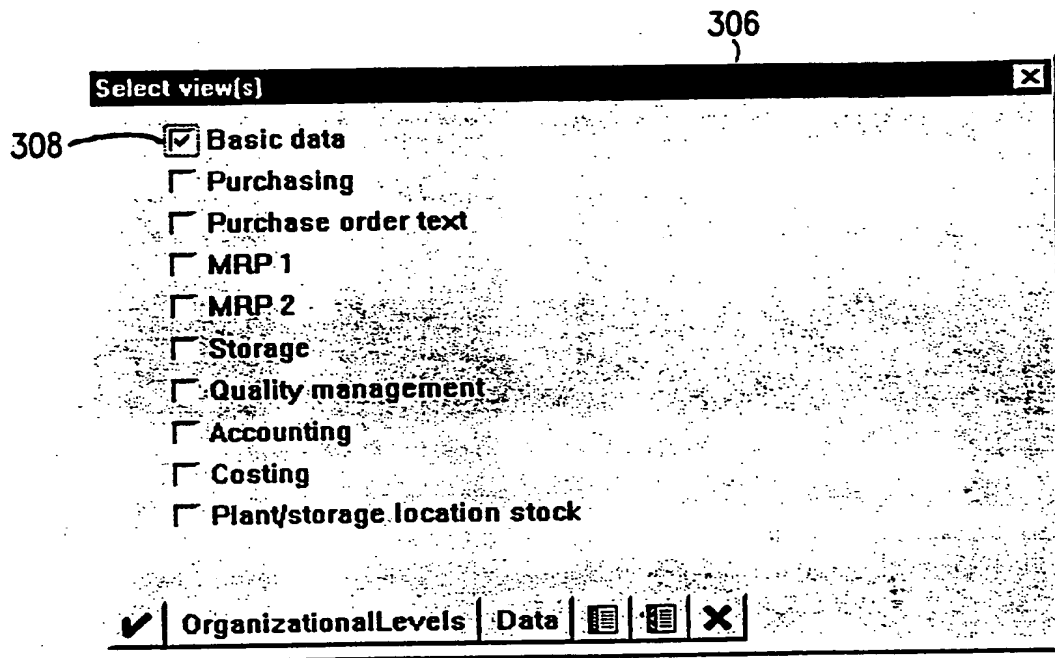 306
Select view(s)
308
Basic data
Purchasing
Purchase order text
MRP 1
MRP 2
Storage
Quality management
Accounting
Costing
Plant/storage location stock
OrganizationalLevels Data